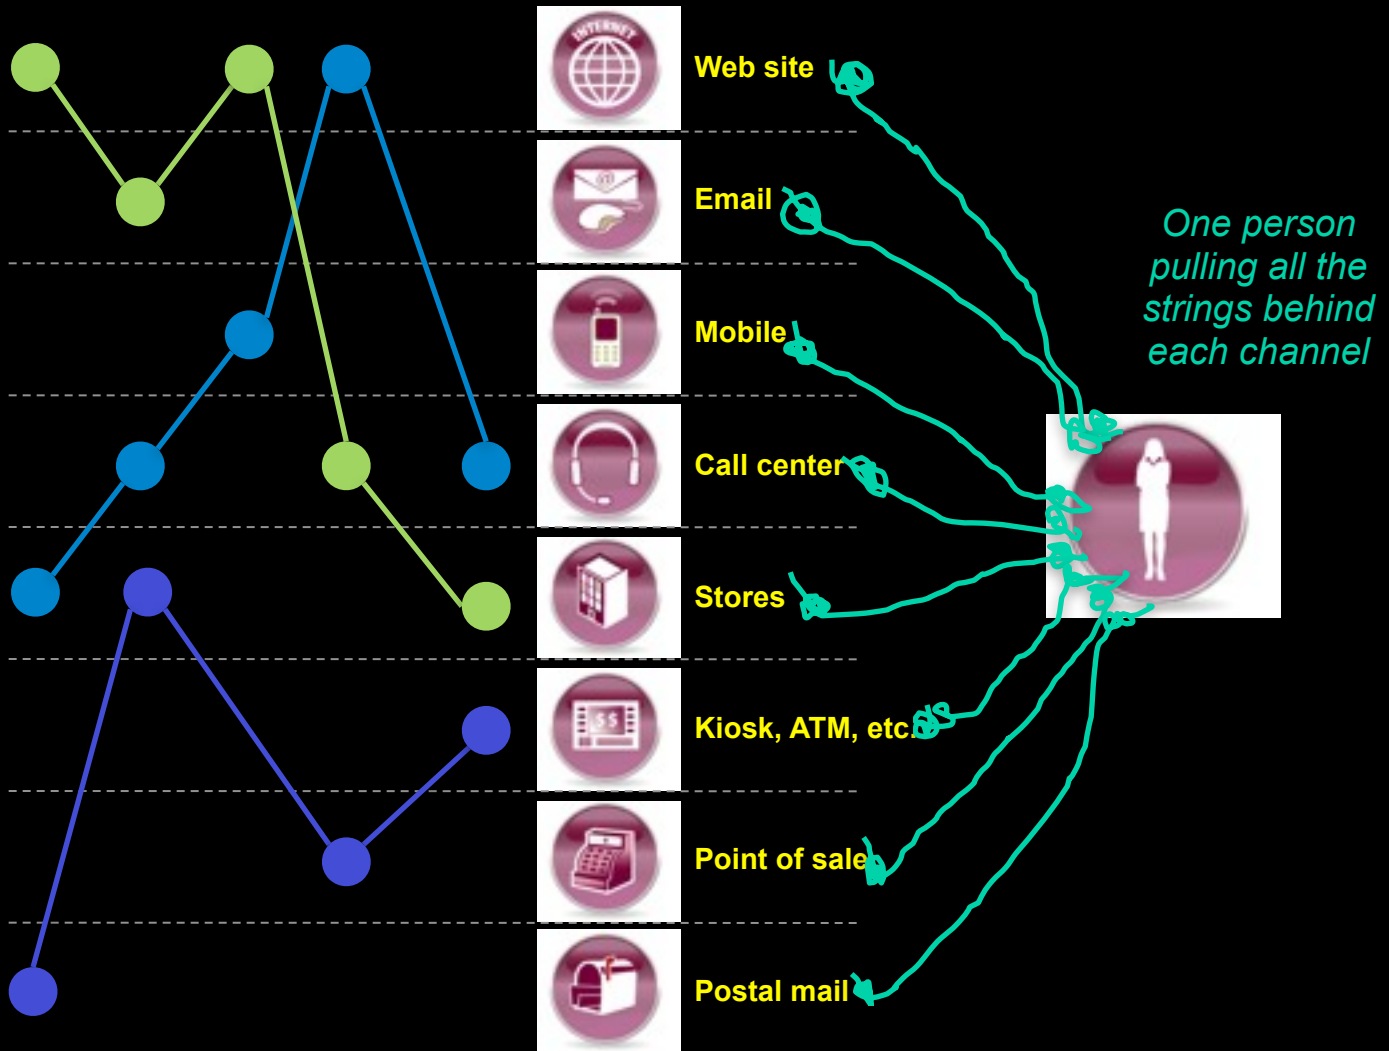 INTERNET
Web site
@
Email
One person
pulling all the
strings behind
each channel
Mobile
Call center
Stores
$$
Kiosk, ATM, etc.
Point of sale
Postal mail